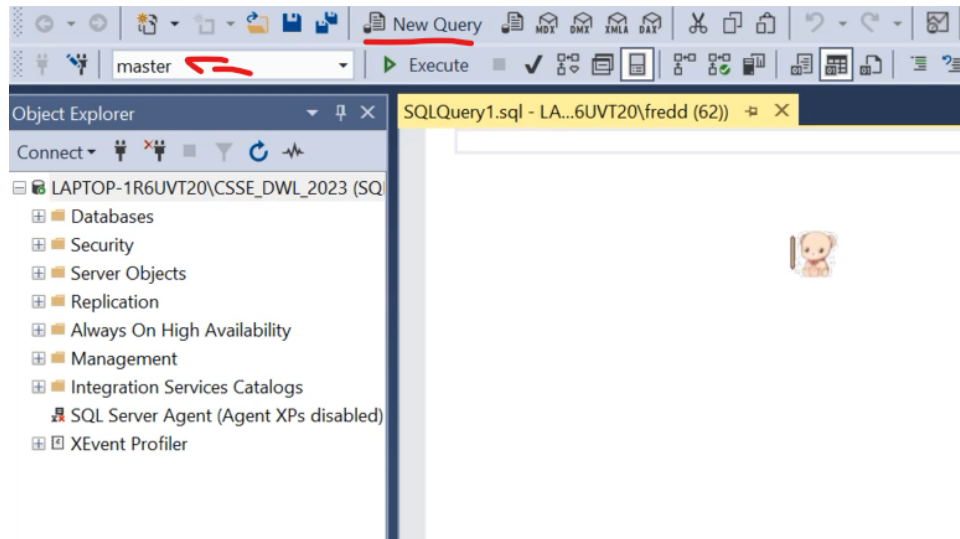 New Query
MDX DMX XMLA DAX
master
Execute
Object Explorer
SQLQuery1.sql - LA...6UVT20\fredd (62))
Connect
LAPTOP-1R6UVT20\CSSE_DWL_2023 (SQ
Databases
Security
Server Objects
Replication
Always On High Availability
Management
Integration Services Catalogs
SQL Server Agent (Agent XPs disabled)
XEvent Profiler